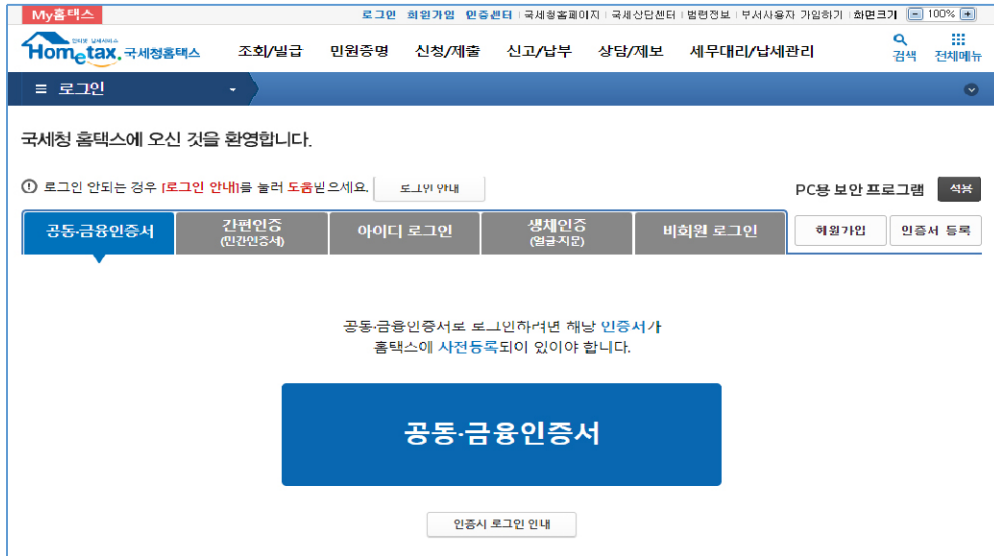 My홈택스
로그인 회원가입 인증센터 국세청홈페이지 국세상담센터 법령정보 부서사용자 가입하기 화면크기 100%
Hometax. 국세청홈택스 조회/발급 민원증명 신청/제출 신고/납부 상담/제보 세무대리/납세관리 검색 전체메뉴
로그인
국세청 홈택스에 오신 것을 환영합니다.
로그인 안되는 경우 [로그인 안내]를 눌러 도움받으세요. 로그인 안내 PC용 보안 프로그램 적용
공동·금융인증서 간편인증 (민간인증서) 아이디 로그인 생체인증 (얼굴·지문) 비회원 로그인 회원가입 인증서 등록
공동·금융인증서로 로그인하려면 해당 인증서가
홈택스에 사전등록되어 있어야 합니다.
공동·금융인증서
인증서 로그인 안내